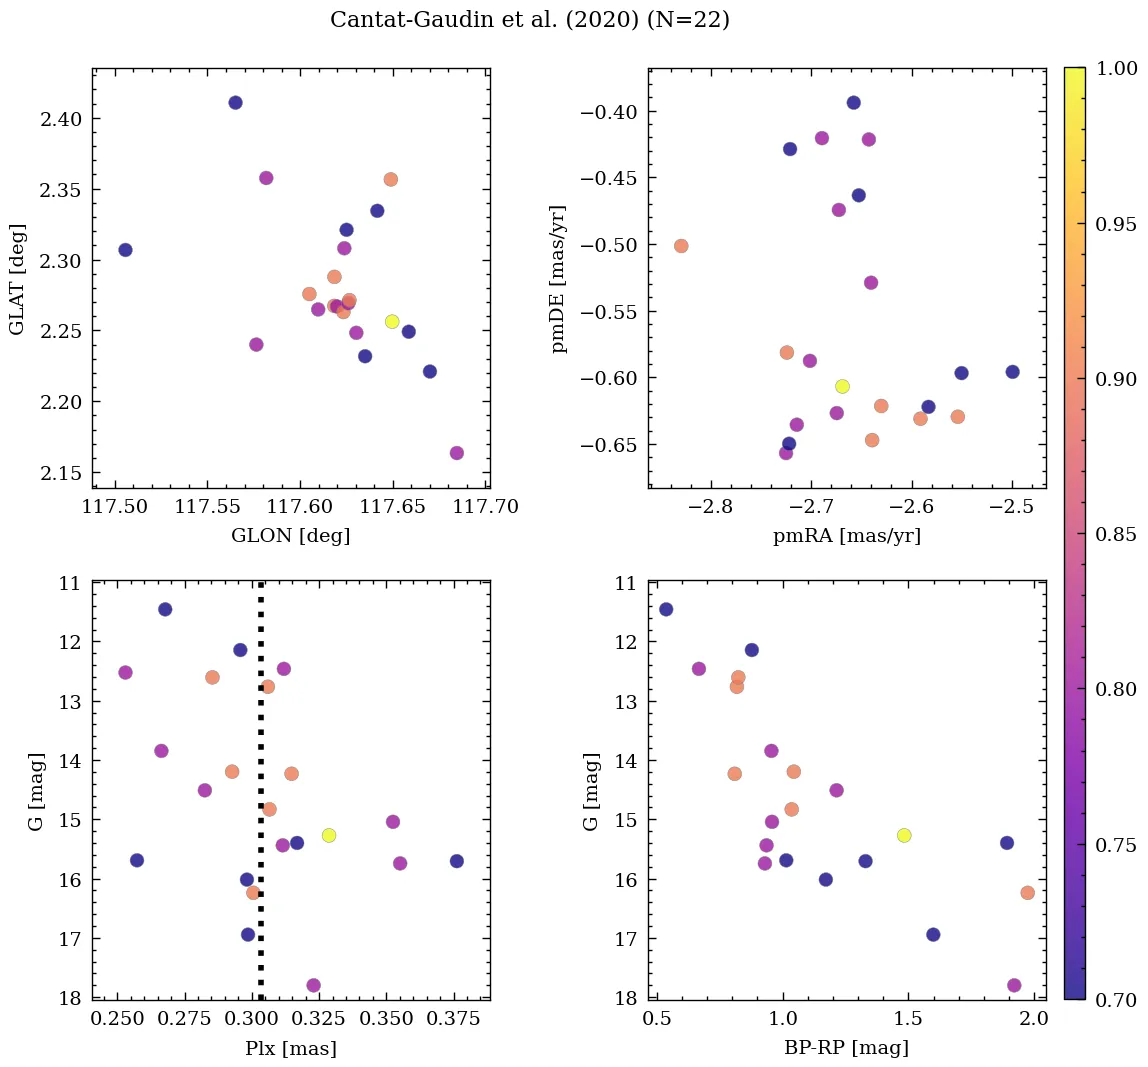 Cantat-Gaudin et al. (2020) (N=22)
2.40
2.35
2.30
2.25
2.20
2.15
GLAT [deg]
117.50 117.55 117.60 117.65 117.70
GLON [deg]
−0.40
−0.45
−0.50
−0.55
−0.60
−0.65
pmDE [mas/yr]
−2.8 −2.7 −2.6 −2.5
pmRA [mas/yr]
11
12
13
14
15
16
17
18
G [mag]
0.250 0.275 0.300 0.325 0.350 0.375
Plx [mas]
11
12
13
14
15
16
17
18
G [mag]
0.5 1.0 1.5 2.0
BP-RP [mag]
1.00
0.95
0.90
0.85
0.80
0.75
0.70